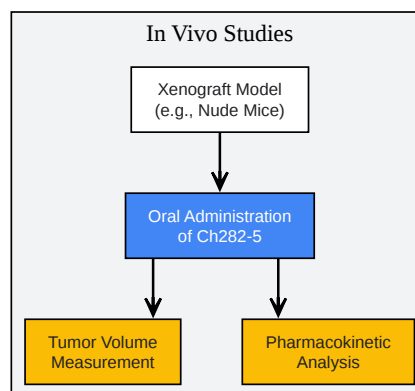 In Vivo Studies
Xenograft Model
(e.g., Nude Mice)
Oral Administration
of Ch282-5
Tumor Volume
Measurement
Pharmacokinetic
Analysis